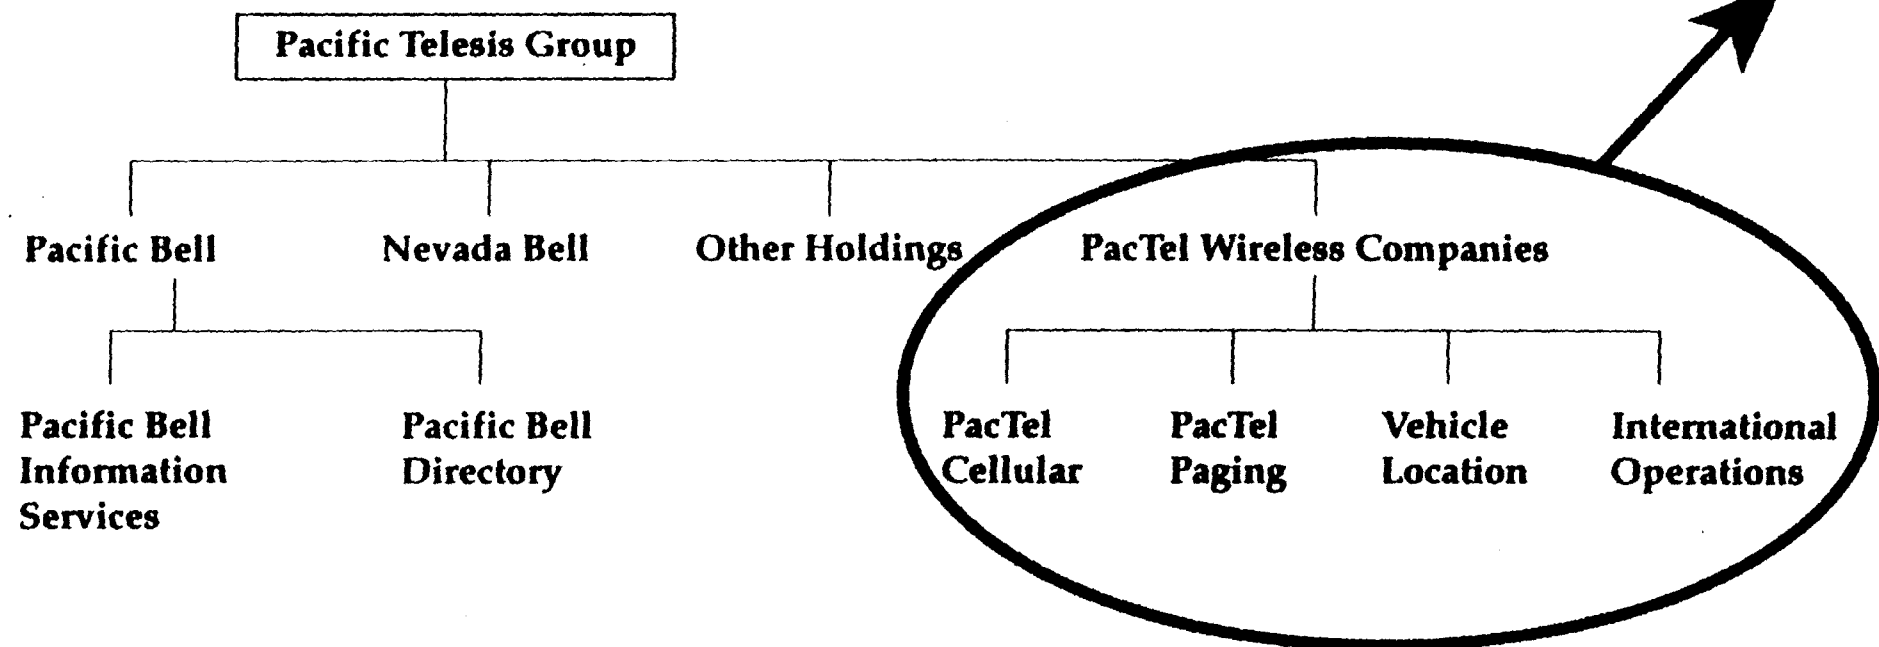 Pacific Telesis Group
Pacific Bell
Nevada Bell
Other Holdings
PacTel Wireless Companies
Pacific Bell
Information
Services
Pacific Bell
Directory
PacTel
Cellular
PacTel
Paging
Vehicle
Location
International
Operations